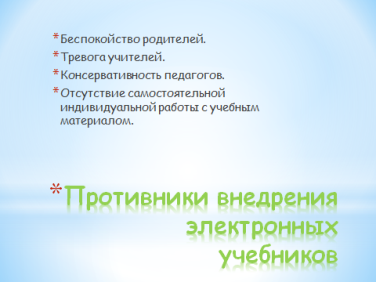 * Беспокойство родителей.
* Тревога учителей.
* Консервативность педагогов.
* Отсутствие самостоятельной
индивидуальной работы с учебным
материалом.
* Противники внедрения
электронных
учебников